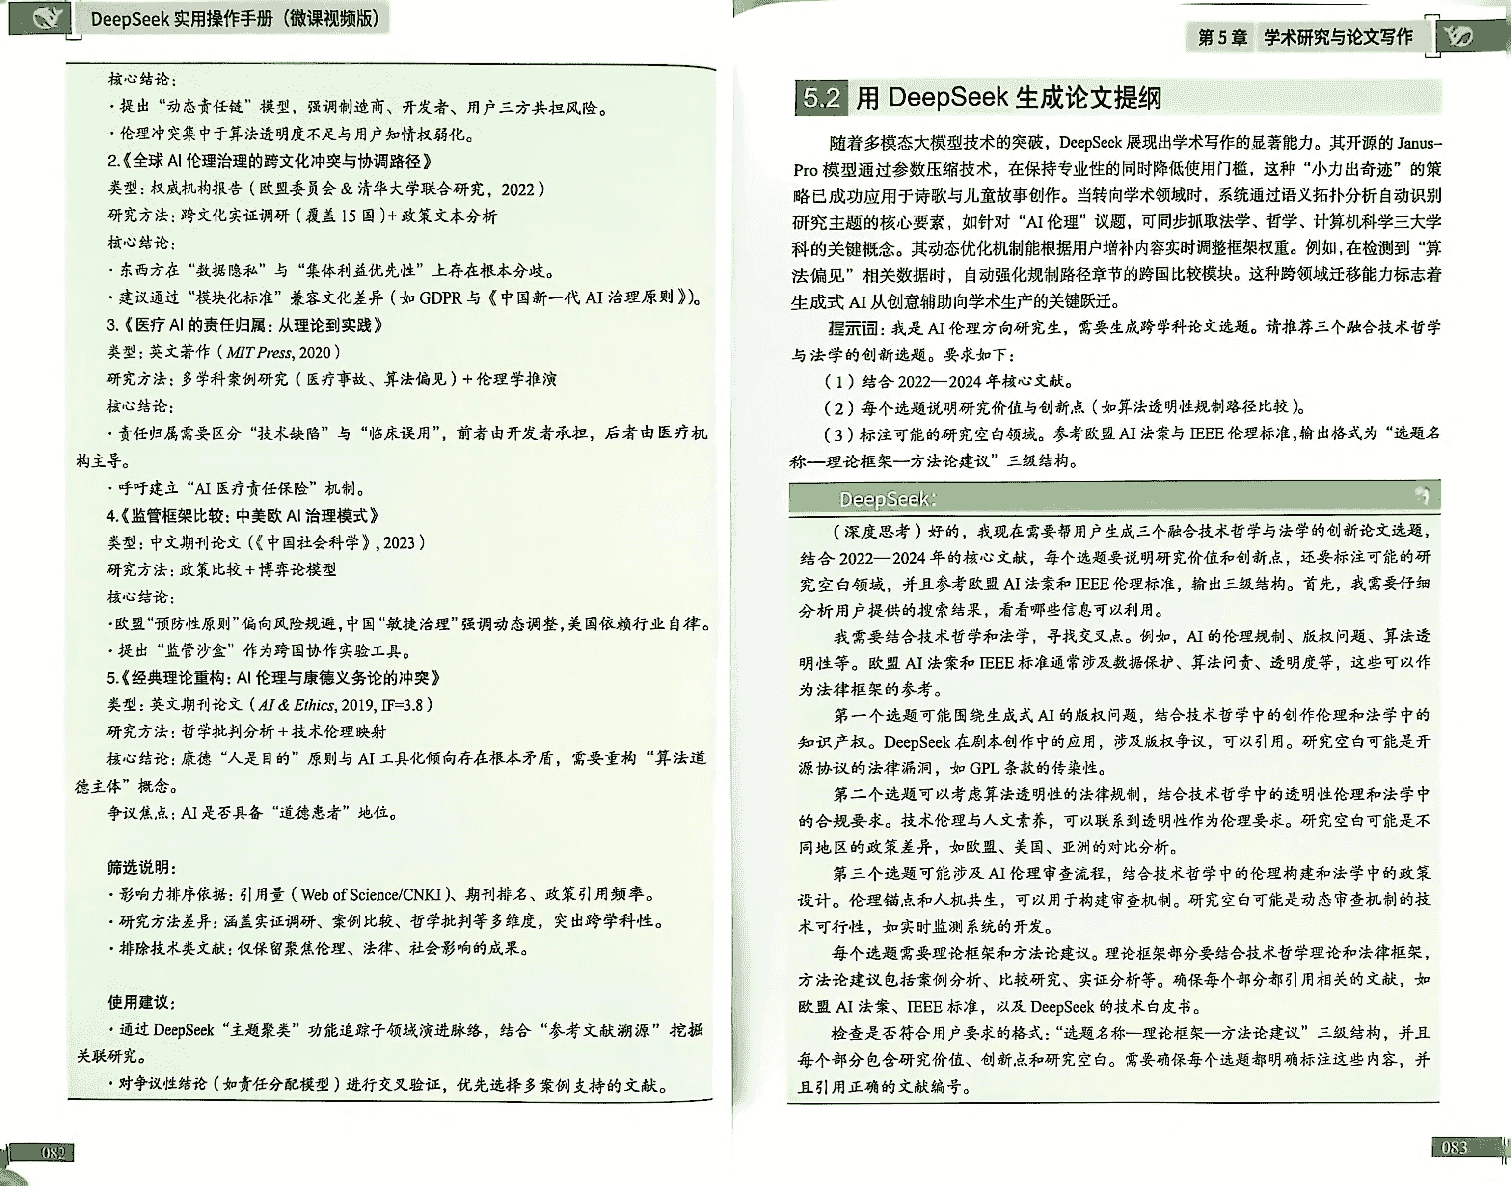 DeepSeek 实用操作手册（微课视频版）
核心结论：
·提出“动态责任链”模型，强调制造商、开发者、用户三方共担风险。
·伦理冲突集中于算法透明度不足与用户知情权弱化。
2.《全球 AI 伦理治理的跨文化冲突与协调路径》
类型：权威机构报告（欧盟委员会 & 清华大学联合研究，2022）
研究方法：跨文化实证调研（覆盖 15 国）+ 政策文本分析
核心结论：
·东西方在“数据隐私”与“集体利益优先性”上存在根本分歧。
·建议通过“模块化标准”兼容文化差异（如 GDPR 与《中国新一代 AI 治理原则》）。
3.《医疗 AI 的责任归属：从理论到实践》
类型：英文著作（MIT Press, 2020）
研究方法：多学科案例研究（医疗事故、算法偏见）+ 伦理学推演
核心结论：
·责任归属需要区分“技术缺陷”与“临床误用”，前者由开发者承担，后者由医疗机
构主导。
·呼吁建立“AI 医疗责任保险”机制。
4.《监管框架比较：中美欧 AI 治理模式》
类型：中文期刊论文（《中国社会科学》, 2023）
研究方法：政策比较 + 博弈论模型
核心结论：
·欧盟“预防性原则”偏向风险规避，中国“敏捷治理”强调动态调整，美国依赖行业自律。
·提出“监管沙盒”作为跨国协作实验工具。
5.《经典理论重构：AI 伦理与康德义务论的冲突》
类型：英文期刊论文（AI & Ethics, 2019, IF=3.8）
研究方法：哲学批判分析 + 技术伦理映射
核心结论：康德“人是目的”原则与 AI 工具化倾向存在根本矛盾，需要重构“算法道
德主体”概念。
争议焦点：AI 是否具备“道德患者”地位。
筛选说明：
·影响力排序依据：引用量（Web of Science/CNKI）、期刊排名、政策引用频率。
·研究方法差异：涵盖实证调研、案例比较、哲学批判等多维度，突出跨学科性。
·排除技术类文献：仅保留聚焦伦理、法律、社会影响的成果。
使用建议：
·通过 DeepSeek“主题聚类”功能追踪子领域演进脉络，结合“参考文献溯源”挖掘
关联研究。
·对争议性结论（如责任分配模型）进行交叉验证，优先选择多案例支持的文献。
082
第 5 章 学术研究与论文写作
5.2 用 DeepSeek 生成论文提纲
随着多模态大模型技术的突破，DeepSeek 展现出学术写作的显著能力。其开源的 Janus-
Pro 模型通过参数压缩技术，在保持专业性的同时降低使用门槛，这种“小力出奇迹”的策
略已成功应用于诗歌与儿童故事创作。当转向学术领域时，系统通过语义拓扑分析自动识别
研究主题的核心要素，如针对“AI 伦理”议题，可同步抓取法学、哲学、计算机科学三大学
科的关键概念。其动态优化机制能根据用户增补内容实时调整框架权重。例如，在检测到“算
法偏见”相关数据时，自动强化规制路径章节的跨国比较模块。这种跨领域迁移能力标志着
生成式 AI 从创意辅助向学术生产的关键跃迁。
提示词：我是 AI 伦理方向研究生，需要生成跨学科论文选题。请推荐三个融合技术哲学
与法学的创新选题。要求如下：
（1）结合 2022—2024 年核心文献。
（2）每个选题说明研究价值与创新点（如算法透明性规制路径比较）。
（3）标注可能的研究空白领域。参考欧盟 AI 法案与 IEEE 伦理标准，输出格式为“选题名
称—理论框架—方法论建议”三级结构。
DeepSeek：
（深度思考）好的，我现在需要帮用户生成三个融合技术哲学与法学的创新论文选题，
结合 2022—2024 年的核心文献，每个选题要说明研究价值和创新点，还要标注可能的研
究空白领域，并且参考欧盟 AI 法案和 IEEE 伦理标准，输出三级结构。首先，我需要仔细
分析用户提供的搜索结果，看看哪些信息可以利用。
我需要结合技术哲学和法学，寻找交叉点。例如，AI 的伦理规制、版权问题、算法透
明性等。欧盟 AI 法案和 IEEE 标准通常涉及数据保护、算法问责、透明度等，这些可以作
为法律框架的参考。
第一个选题可能围绕生成式 AI 的版权问题，结合技术哲学中的创作伦理和法学中的
知识产权。DeepSeek 在剧本创作中的应用，涉及版权争议，可以引用。研究空白可能是开
源协议的法律漏洞，如 GPL 条款的传染性。
第二个选题可以考虑算法透明性的法律规制，结合技术哲学中的透明性伦理和法学中
的合规要求。技术伦理与人文素养，可以联系到透明性作为伦理要求。研究空白可能是不
同地区的政策差异，如欧盟、美国、亚洲的对比分析。
第三个选题可能涉及 AI 伦理审查流程，结合技术哲学中的伦理构建和法学中的政策
设计。伦理锚点和人机共生，可以用于构建审查机制。研究空白可能是动态审查机制的技
术可行性，如实时监测系统的开发。
每个选题需要理论框架和方法论建议。理论框架部分要结合技术哲学理论和法律框架，
方法论建议包括案例分析、比较研究、实证分析等。确保每个部分都引用相关的文献，如
欧盟 AI 法案、IEEE 标准，以及 DeepSeek 的技术白皮书。
检查是否符合用户要求的格式：“选题名称—理论框架—方法论建议”三级结构，并且
每个部分包含研究价值、创新点和研究空白。需要确保每个选题都明确标注这些内容，并
且引用正确的文献编号。
083